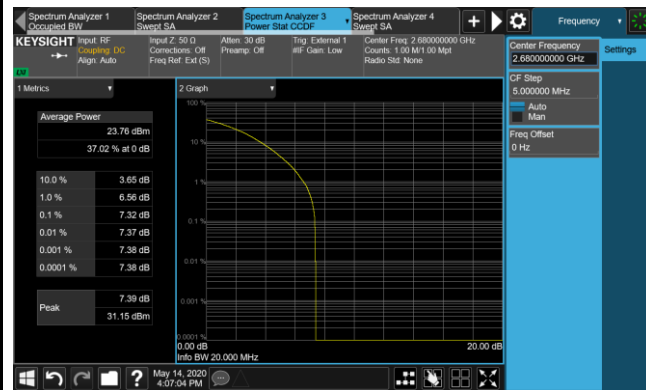 Spectrum Analyzer 1
Occupied BW
Spectrum Analyzer 2
Swept SA
Spectrum Analyzer 3
Power Stat CCDF
Spectrum Analyzer 4
Swept SA
Frequency
KEYSIGHT
Input: RF
Coupling: DC
Align: Auto
Input Z: 50 Ω
Corrections: Off
Freq Ref: Ext (S)
Atten: 30 dB
Preamp: Off
Trig: External 1
#IF Gain: Low
Center Freq: 2.680000000 GHz
Counts: 1.00 M/1.00 Mpt
Radio Std: None
Center Frequency
2.680000000 GHz
Settings
CF Step
5.000000 MHz
Auto
Man
Freq Offset
0 Hz
1 Metrics
Average Power
23.76 dBm
37.02 % at 0 dB
10.0 % 3.65 dB
1.0 % 6.56 dB
0.1 % 7.32 dB
0.01 % 7.37 dB
0.001 % 7.38 dB
0.0001 % 7.38 dB
Peak 7.39 dB
31.15 dBm
2 Graph
100 %
10 %
1 %
0.1 %
0.01 %
0.001 %
0.0001 %
0.00 dB
20.00 dB
Info BW 20.000 MHz
May 14, 2020
4:07:04 PM